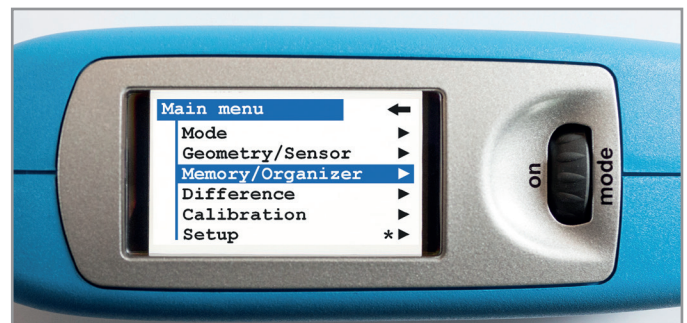 Main menu ←
Mode ▶
Geometry/Sensor ▶
Memory/Organizer ▶
Difference ▶
Calibration ▶
Setup *▶
on
mode